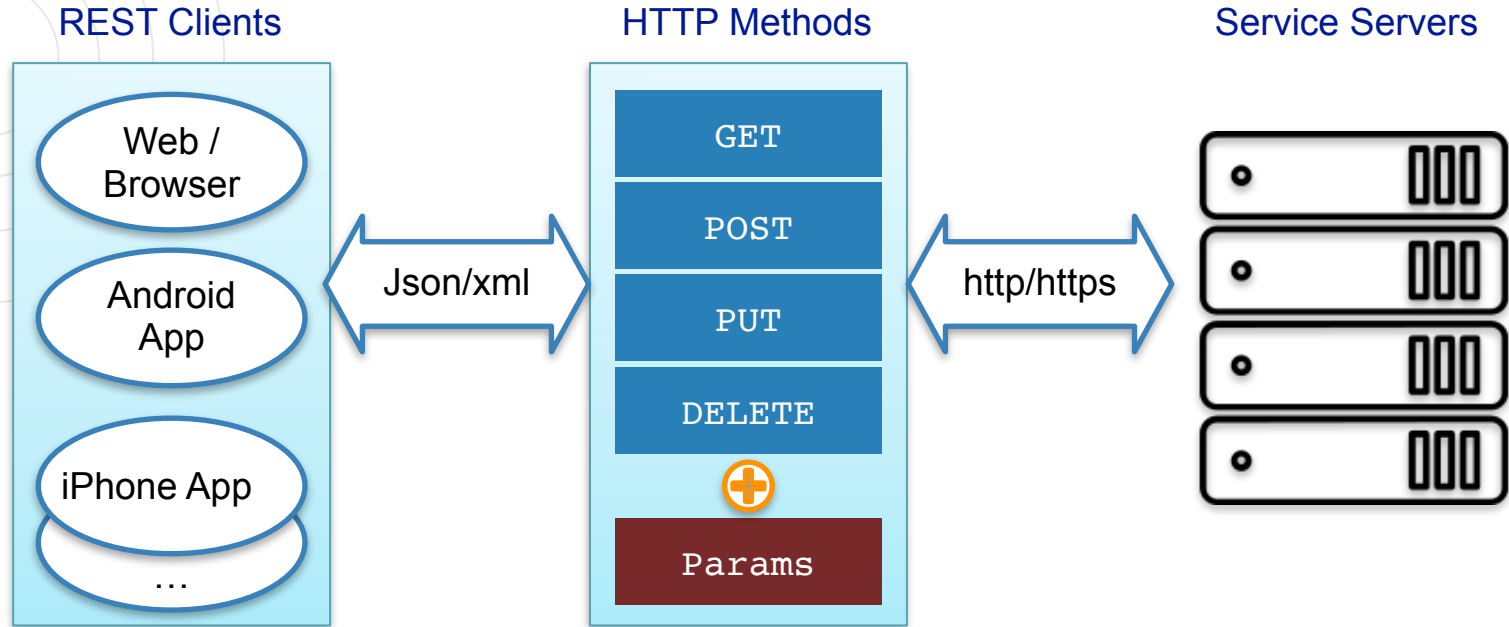 REST Clients
HTTP Methods
Service Servers
Web /
Browser
Android
App
iPhone App
...
Json/xml
GET
POST
PUT
DELETE
Params
http/https